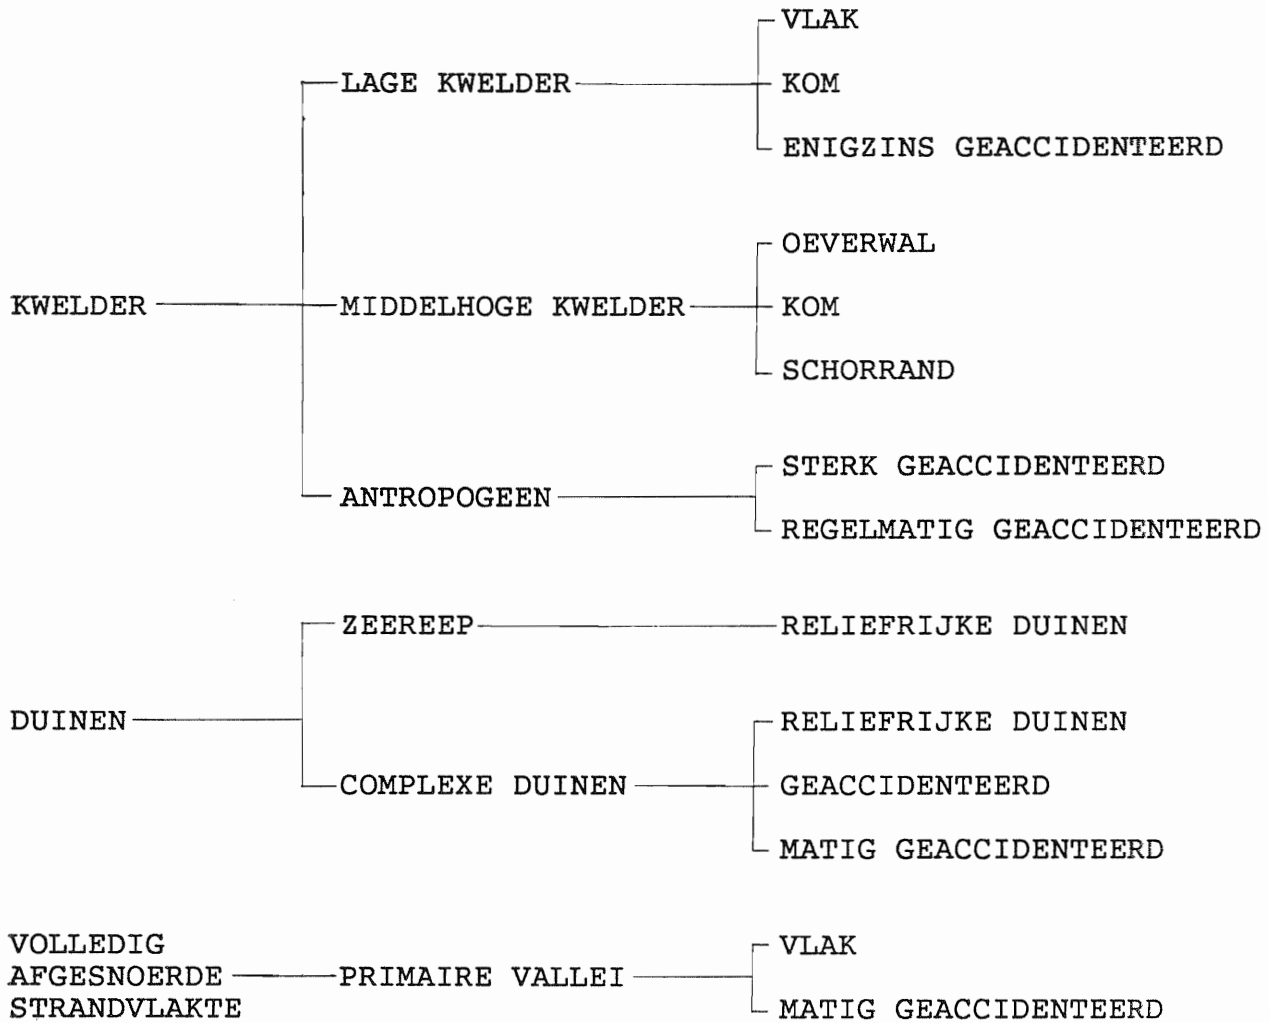 VLAK
LAGE KWELDER KOM
ENIGZINS GEACCIDENTEERD
OEVERWAL
KWELDER MIDDELHOGE KWELDER KOM
SCHORRAND
STERK GEACCIDENTEERD
ANTROPOGEEN
REGELMATIG GEACCIDENTEERD
ZEEREEP RELIEFRIJKE DUINEN
DUINEN RELIEFRIJKE DUINEN
COMPLEXE DUINEN GEACCIDENTEERD
MATIG GEACCIDENTEERD
VOLLEDIG VLAK
AFGESNOERDE PRIMAIRE VALLEI
STRANDVLAKTE MATIG GEACCIDENTEERD